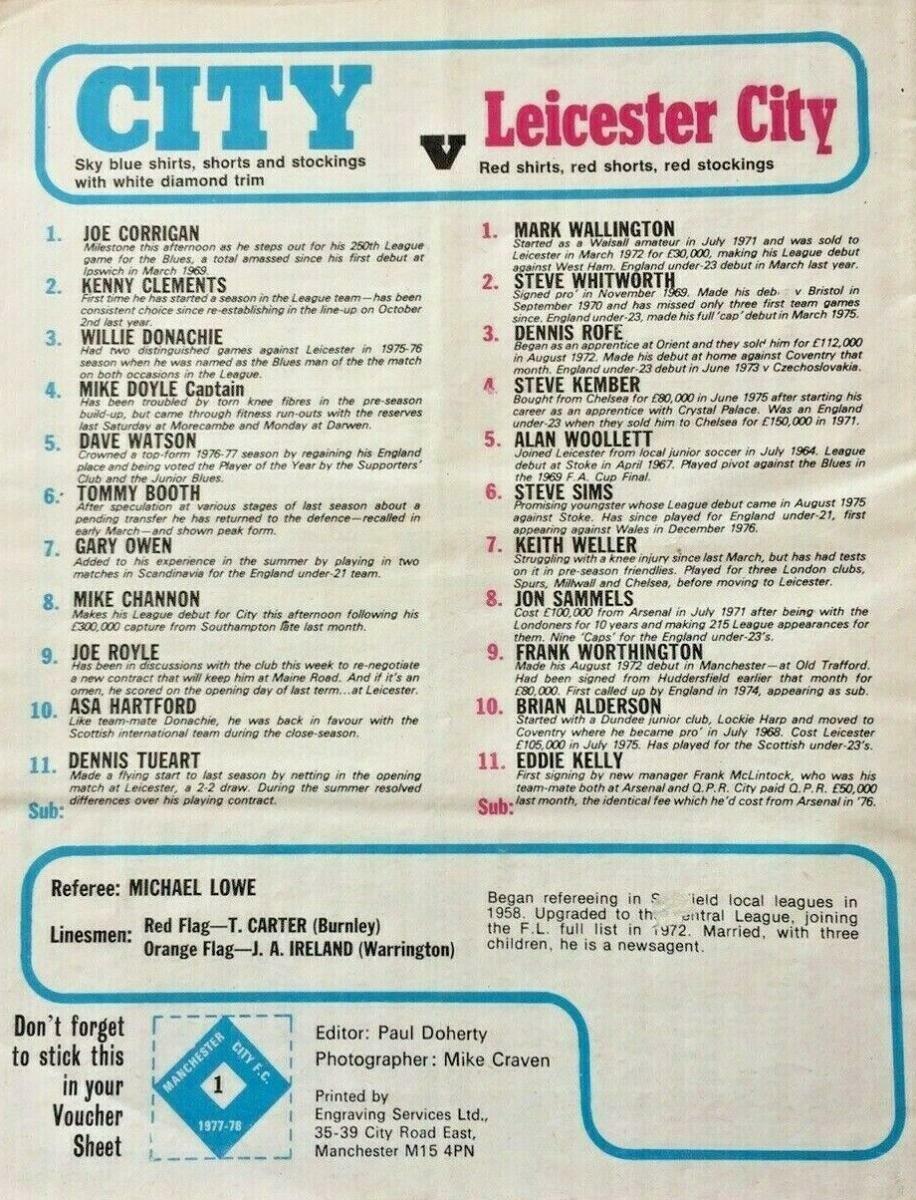 CITY
Sky blue shirts, shorts and stockings
with white diamond trim
v
Leicester City
Red shirts, red shorts, red stockings
1. JOE CORRIGAN
Milestone this afternoon as he steps out for his 250th League
game for the Blues, a total amassed since his first debut at
Ipswich in March 1969.
2. KENNY CLEMENTS
First time he has started a season in the League team—has been
consistent choice since re-establishing in the line-up on October
2nd last year.
3. WILLIE DONACHIE
Had two distinguished games against Leicester in 1975-76
season when he was named as the Blues man of the the match
on both occasions in the League.
4. MIKE DOYLE Captain
Has been troubled by torn knee fibres in the pre-season
build-up, but came through fitness run-outs with the reserves
last Saturday at Morecambe and Monday at Darwen.
5. DAVE WATSON
Crowned a top-form 1976-77 season by regaining his England
place and being voted the Player of the Year by the Supporters'
Club and the Junior Blues.
6. TOMMY BOOTH
After speculation at various stages of last season about a
pending transfer he has returned to the defence—recalled in
early March—and shown peak form.
7. GARY OWEN
Added to his experience in the summer by playing in two
matches in Scandinavia for the England under-21 team.
8. MIKE CHANNON
Makes his League debut for City this afternoon following his
£300,000 capture from Southampton late last month.
9. JOE ROYLE
Has been in discussions with the club this week to re-negotiate
a new contract that will keep him at Maine Road. And if it's an
omen, he scored on the opening day of last term...at Leicester.
10. ASA HARTFORD
Like team-mate Donachie, he was back in favour with the
Scottish international team during the close-season.
11. DENNIS TUEART
Made a flying start to last season by netting in the opening
match at Leicester, a 2-2 draw. During the summer resolved
differences over his playing contract.
Sub:
1. MARK WALLINGTON
Started as a Walsall amateur in July 1971 and was sold to
Leicester in March 1972 for £30,000, making his League debut
against West Ham. England under-23 debut in March last year.
2. STEVE WHITWORTH
Signed pro' in November 1969. Made his deb v Bristol in
September 1970 and has missed only three first team games
since. England under-23, made his full 'cap' debut in March 1975.
3. DENNIS ROFE
Began as an apprentice at Orient and they sold him for £112,000
in August 1972. Made his debut at home against Coventry that
month. England under-23 debut in June 1973 v Czechoslovakia.
4. STEVE KEMBER
Bought from Chelsea for £80,000 in June 1975 after starting his
career as an apprentice with Crystal Palace. Was an England
under-23 when they sold him to Chelsea for £150,000 in 1971.
5. ALAN WOOLLETT
Joined Leicester from local junior soccer in July 1964. League
debut at Stoke in April 1967. Played pivot against the Blues in
the 1969 F.A. Cup Final.
6. STEVE SIMS
Promising youngster whose League debut came in August 1975
against Stoke. Has since played for England under-21, first
appearing against Wales in December 1976.
7. KEITH WELLER
Struggling with a knee injury since last March, but has had tests
on it in pre-season friendlies. Played for three London clubs,
Spurs, Millwall and Chelsea, before moving to Leicester.
8. JON SAMMELS
Cost £100,000 from Arsenal in July 1971 after being with the
Londoners for 10 years and making 215 League appearances for
them. Nine 'Caps' for the England under-23's.
9. FRANK WORTHINGTON
Made his August 1972 debut in Manchester—at Old Trafford.
Had been signed from Huddersfield earlier that month for
£80,000. First called up by England in 1974, appearing as sub.
10. BRIAN ALDERSON
Started with a Dundee junior club, Lockie Harp and moved to
Coventry where he became pro' in July 1968. Cost Leicester
£105,000 in July 1975. Has played for the Scottish under-23's.
11. EDDIE KELLY
First signing by new manager Frank McLintock, who was his
team-mate both at Arsenal and Q.P.R. City paid Q.P.R. £50,000
last month, the identical fee which he'd cost from Arsenal in '76.
Sub:
Referee: MICHAEL LOWE
Linesmen: Red Flag—T. CARTER (Burnley)
Orange Flag—J. A. IRELAND (Warrington)
Began refereeing in local leagues in
1958. Upgraded to League, joining
the F.L. full list in 1972. Married, with three
children, he is a newsagent.
Don't forget
to stick this
in your
Voucher
Sheet
MANCHESTER CITY F.C.
1
1977-78
Editor: Paul Doherty
Photographer: Mike Craven
Printed by
Engraving Services Ltd.,
35-39 City Road East,
Manchester M15 4PN